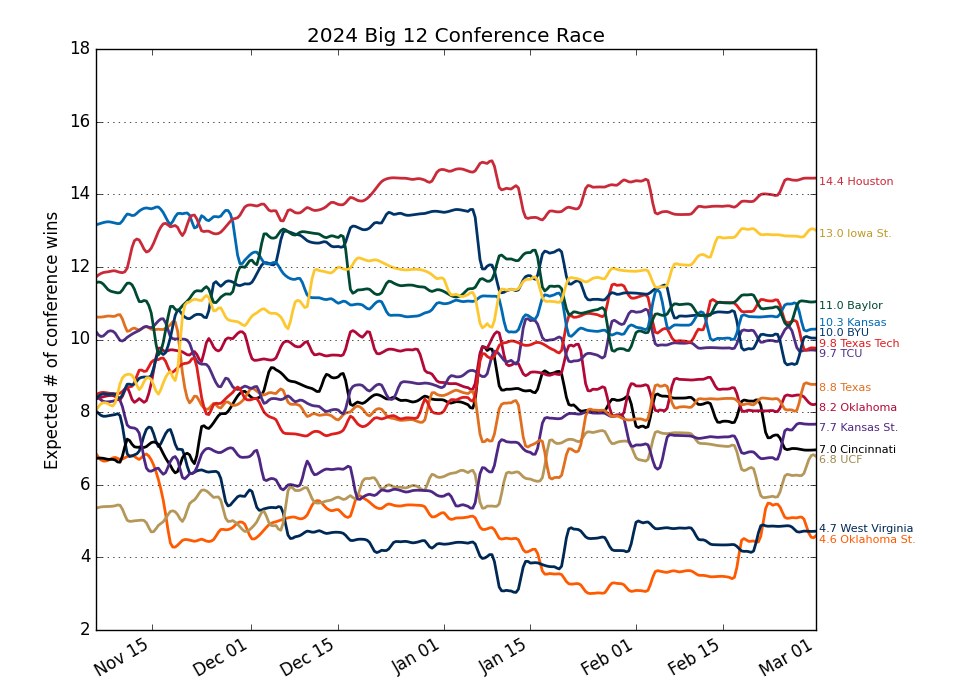 2024 Big 12 Conference Race
Expected # of conference wins
18
16
14
12
10
8
6
4
2
14.4 Houston
13.0 Iowa St.
11.0 Baylor
10.3 Kansas
10.0 BYU
9.8 Texas Tech
9.7 TCU
8.8 Texas
8.2 Oklahoma
7.7 Kansas St.
7.0 Cincinnati
6.8 UCF
4.7 West Virginia
4.6 Oklahoma St.
Nov 15
Dec 01
Dec 15
Jan 01
Jan 15
Feb 01
Feb 15
Mar 01